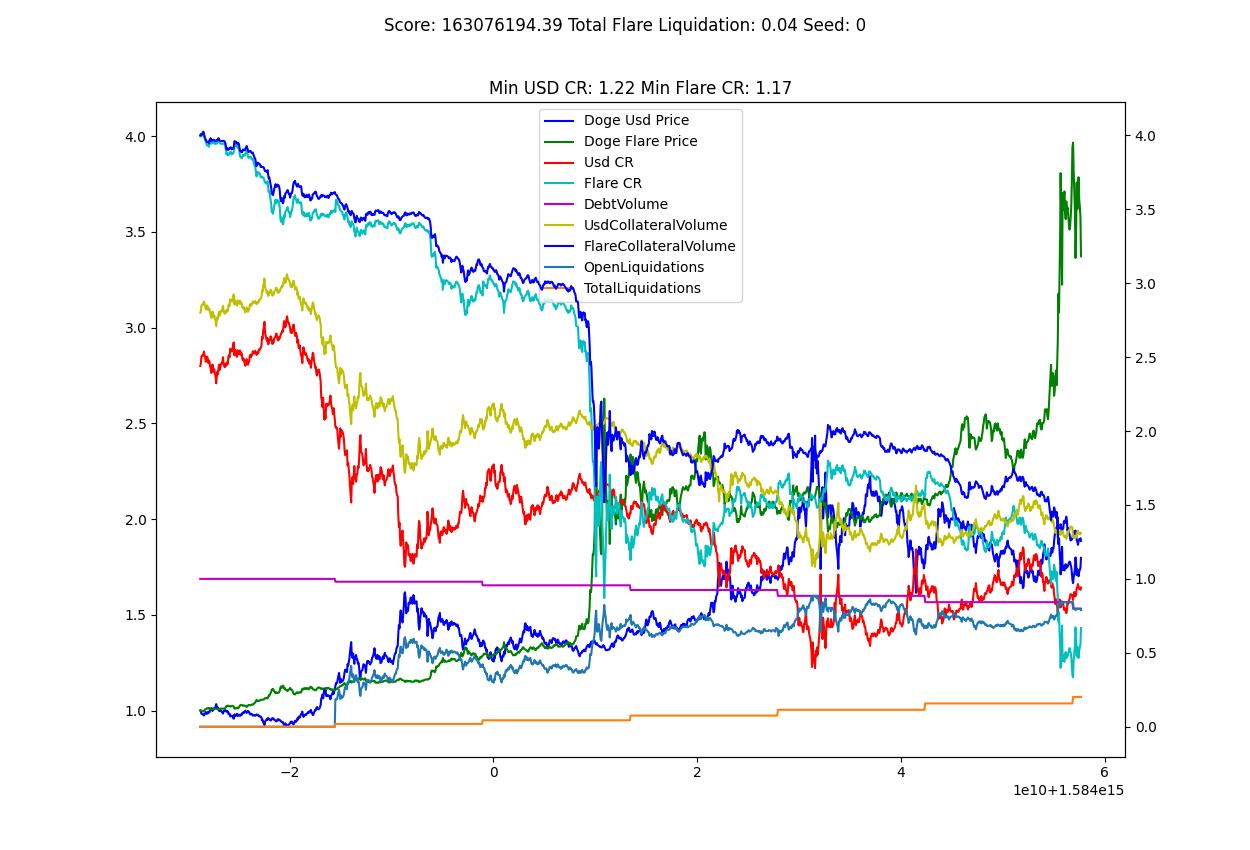 Score: 163076194.39 Total Flare Liquidation: 0.04 Seed: 0
Min USD CR: 1.22 Min Flare CR: 1.17
Doge Usd Price
Doge Flare Price
Usd CR
Flare CR
DebtVolume
UsdCollateralVolume
FlareCollateralVolume
OpenLiquidations
TotalLiquidations
4.0
3.5
3.0
2.5
2.0
1.5
1.0
4.0
3.5
3.0
2.5
2.0
1.5
1.0
0.5
0.0
−2
0
2
4
6
1e10+1.584e15